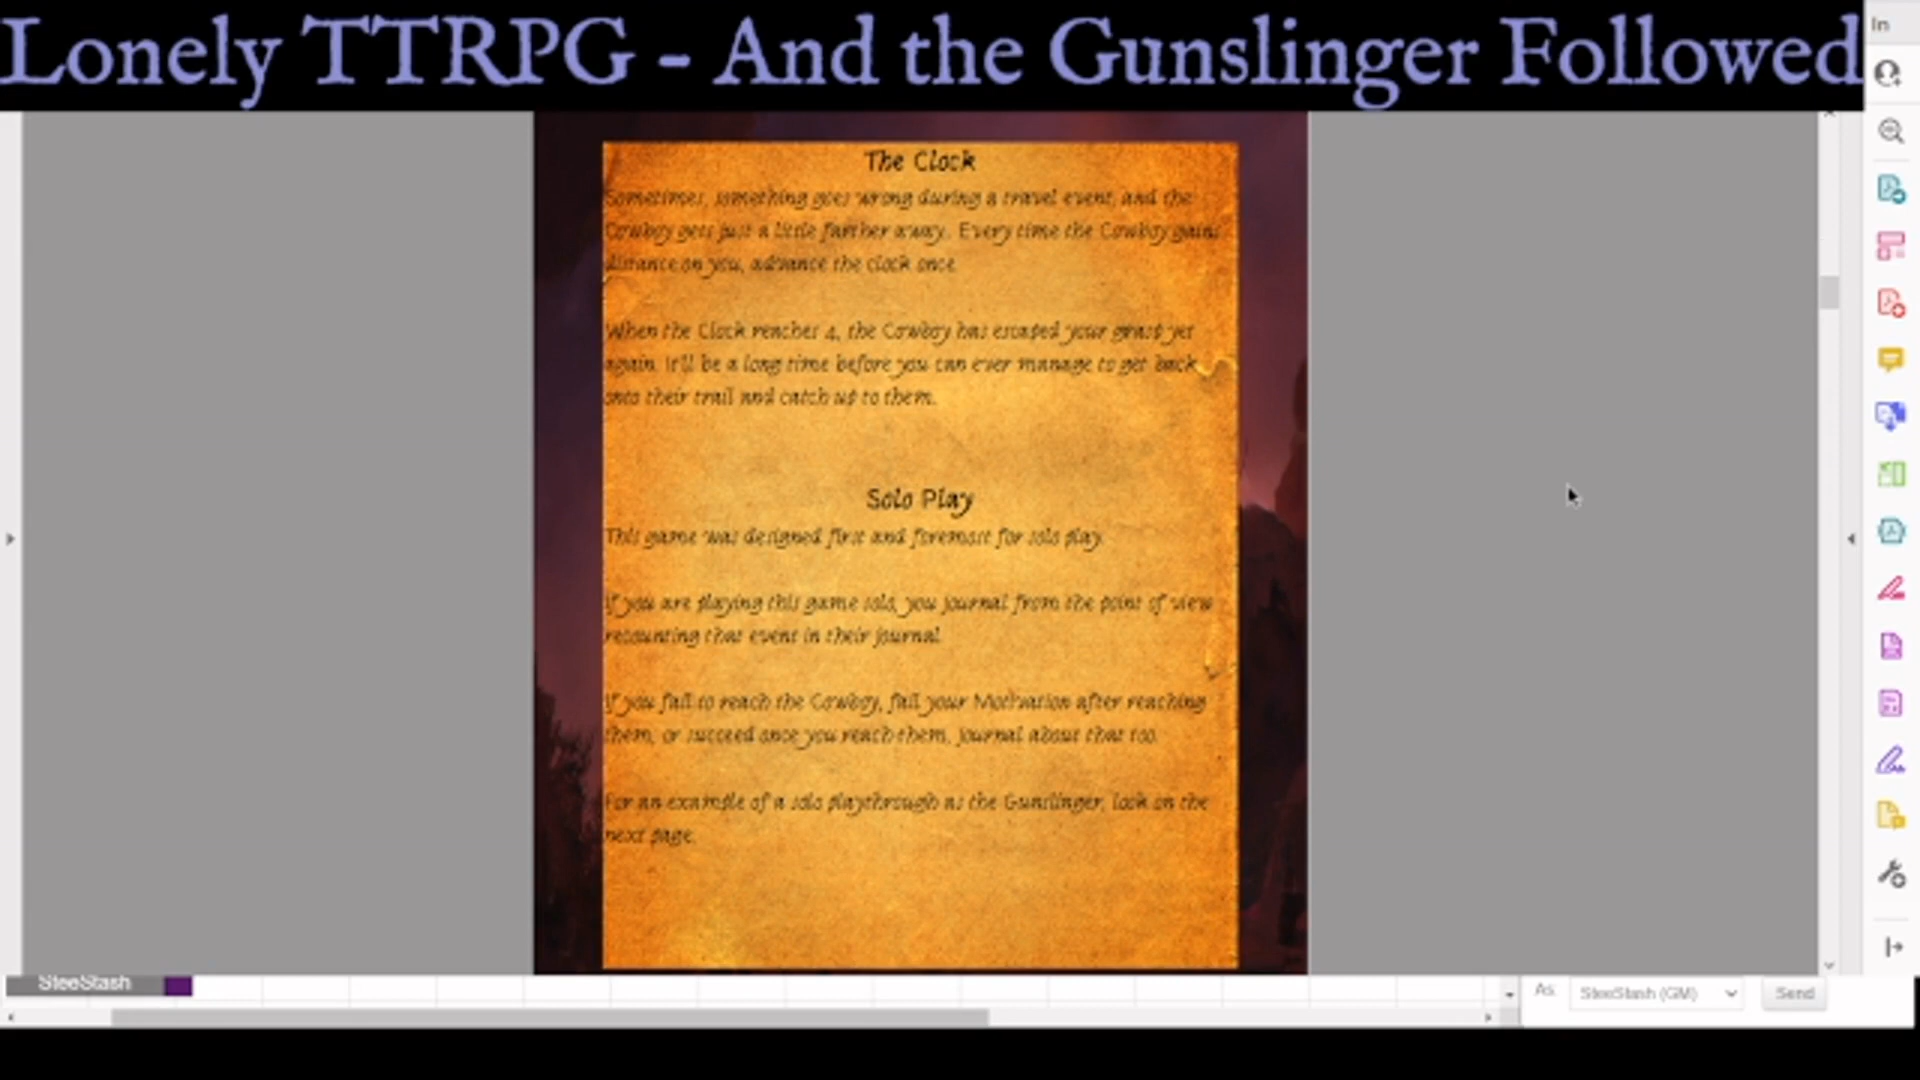 Lonely TTRPG - And the Gunslinger Followed
In
The Clock
Sometimes, something goes wrong during a travel event, and the
Cowboy gets just a little farther away. Every time the Cowboy gains
distance on you, advance the clock once.
When the Clock reaches 4, the Cowboy has escaped your grasp yet
again. It'll be a long time before you can ever manage to get back
onto their trail and catch up to them.
Solo Play
This game was designed first and foremost for solo play.
If you are playing this game solo, you journal from the point of view
recounting that event in their journal.
If you fail to reach the Cowboy, fail your Motivation after reaching
them, or succeed once you reach them, journal about that too.
For an example of a solo playthrough as the Gunslinger, look on the
next page.
SteeStash
As:
SteeStash (GM)
Send